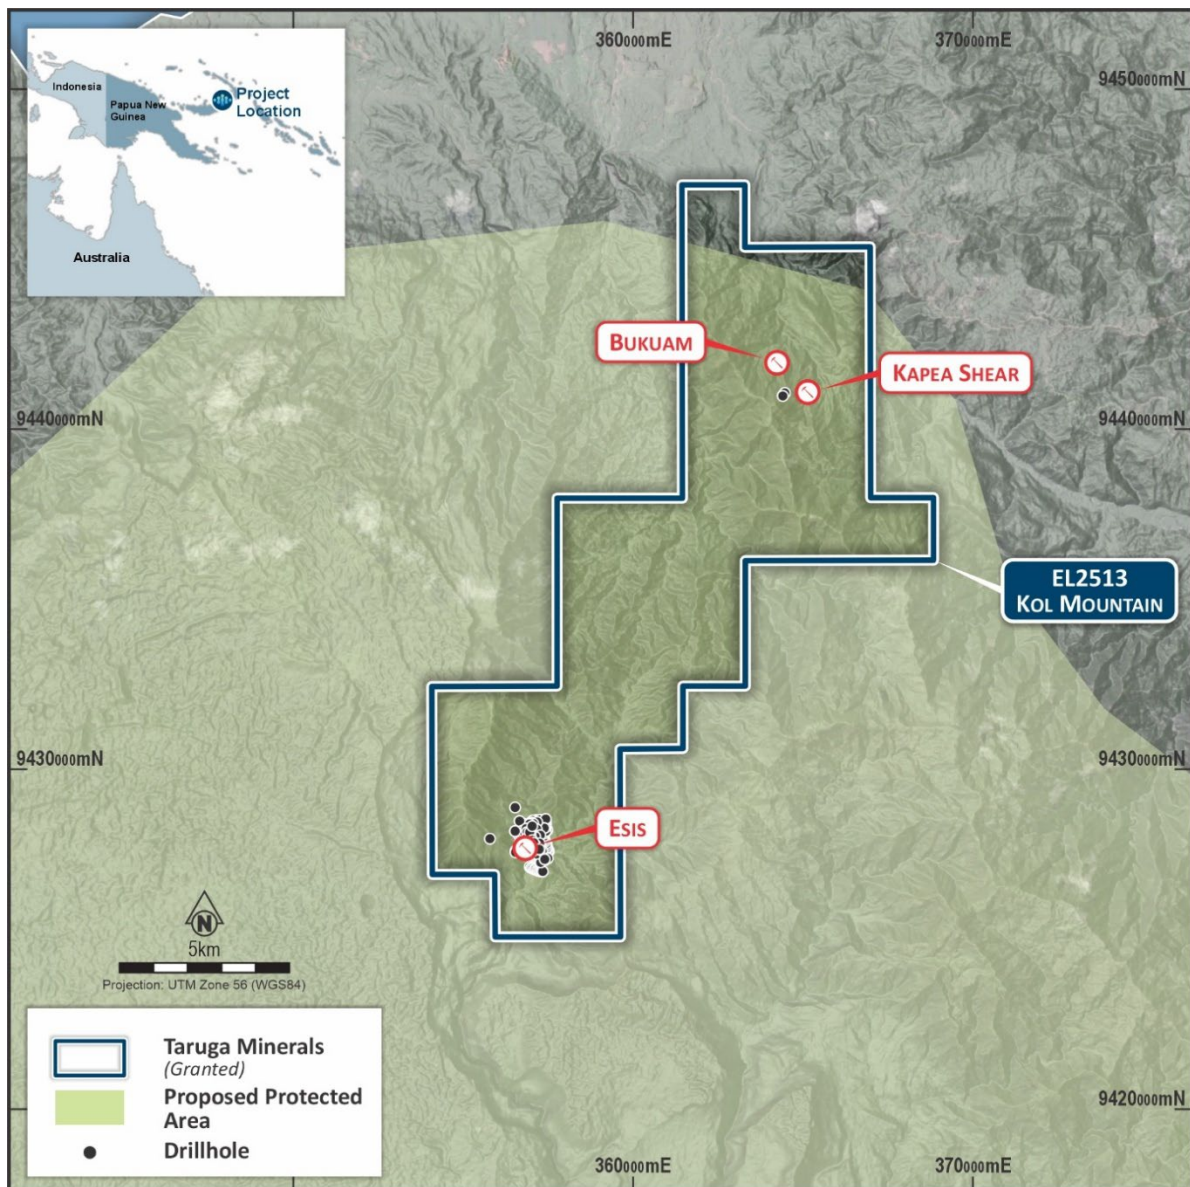 360000mE
370000mE
9450000mN
Indonesia
Papua New
Guinea
Project
Location
Australia
BUKUAM
KAPEA SHEAR
9440000mN
9440000mN
EL2513
KOL MOUNTAIN
9430000mN
9430000mN
ESIS
N
5km
Projection: UTM Zone 56 (WGS84)
Taruga Minerals
(Granted)
Proposed Protected
Area
Drillhole
9420000mN
360000mE
370000mE